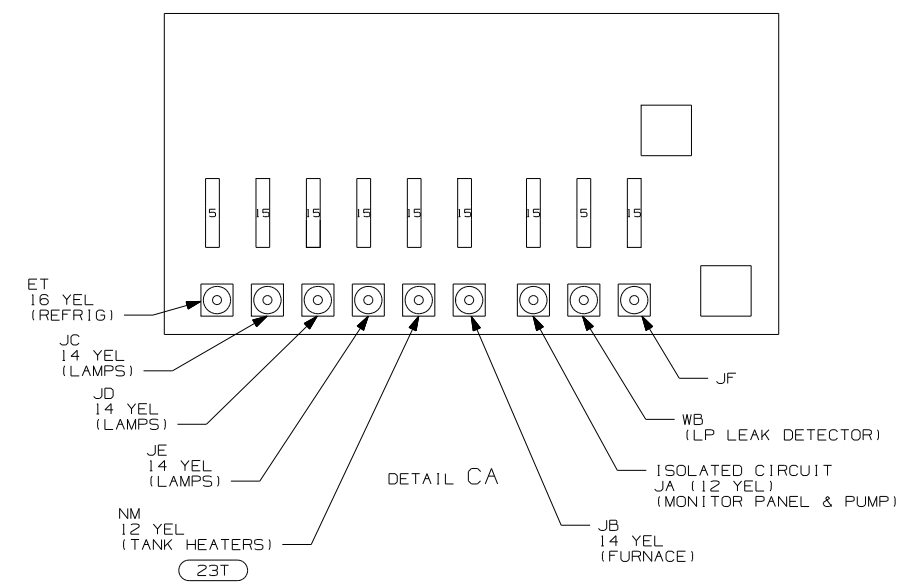 5 15 15 15 15 15 15 5 15
ET
16 YEL
(REFRIG)
JC
14 YEL
(LAMPS)
JD
14 YEL
(LAMPS)
JE
14 YEL
(LAMPS)
NM
12 YEL
(TANK HEATERS)
23T
DETAIL CA
JF
WB
(LP LEAK DETECTOR)
ISOLATED CIRCUIT
JA (12 YEL)
(MONITOR PANEL & PUMP)
JB
14 YEL
(FURNACE)